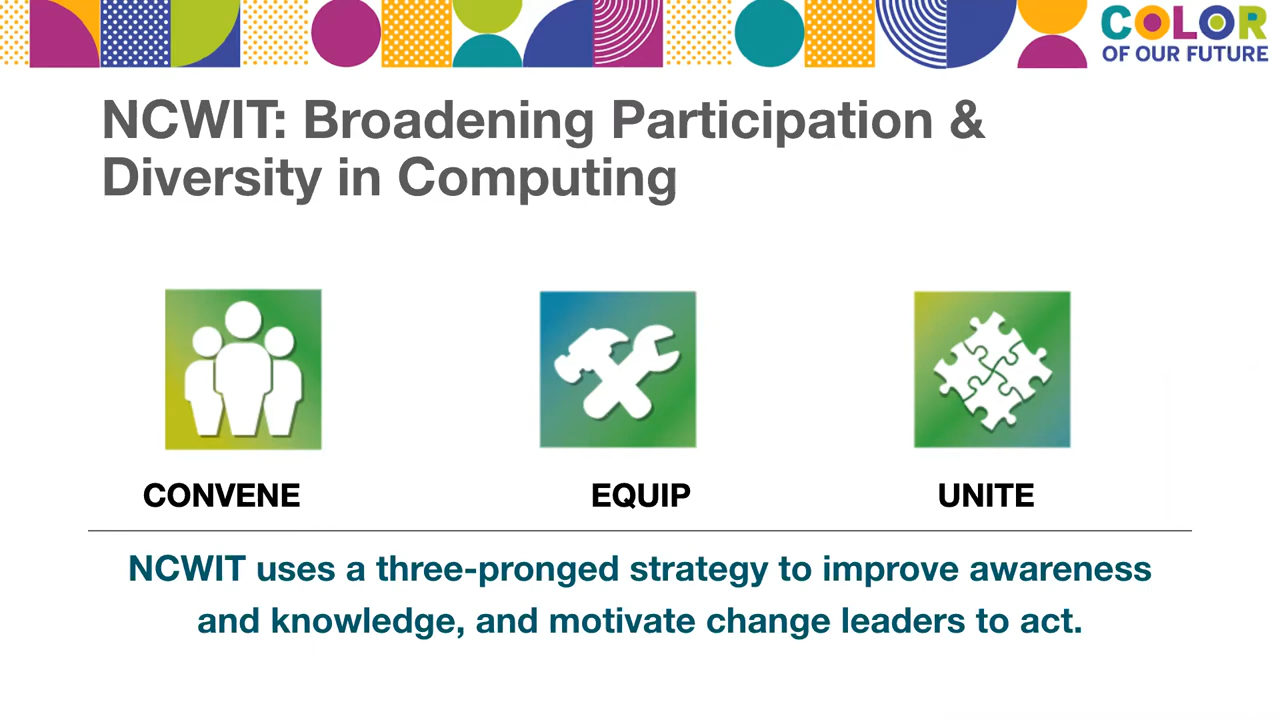 COLOR
OF OUR FUTURE
NCWIT: Broadening Participation &
Diversity in Computing
CONVENE
EQUIP
UNITE
NCWIT uses a three-pronged strategy to improve awareness
and knowledge, and motivate change leaders to act.